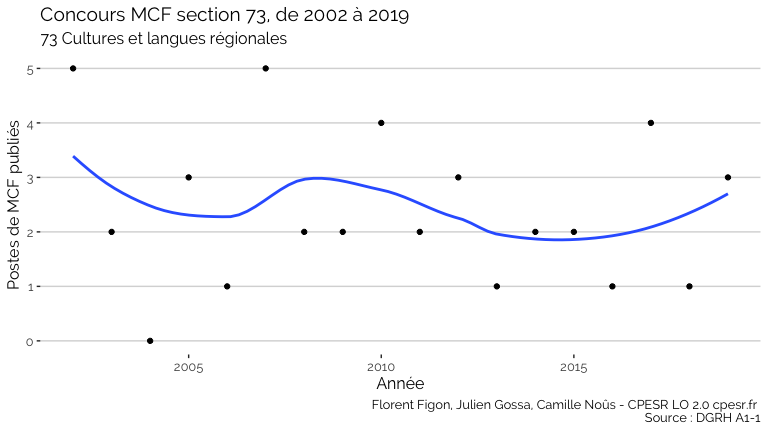 Concours MCF section 73, de 2002 à 2019
73 Cultures et langues régionales
Postes de MCF publiés
5
4
3
2
1
0
2005
2010
2015
Année
Florent Figon, Julien Gossa, Camille Noûs - CPESR LO 2.0 cpesr.fr
Source : DGRH A1-1